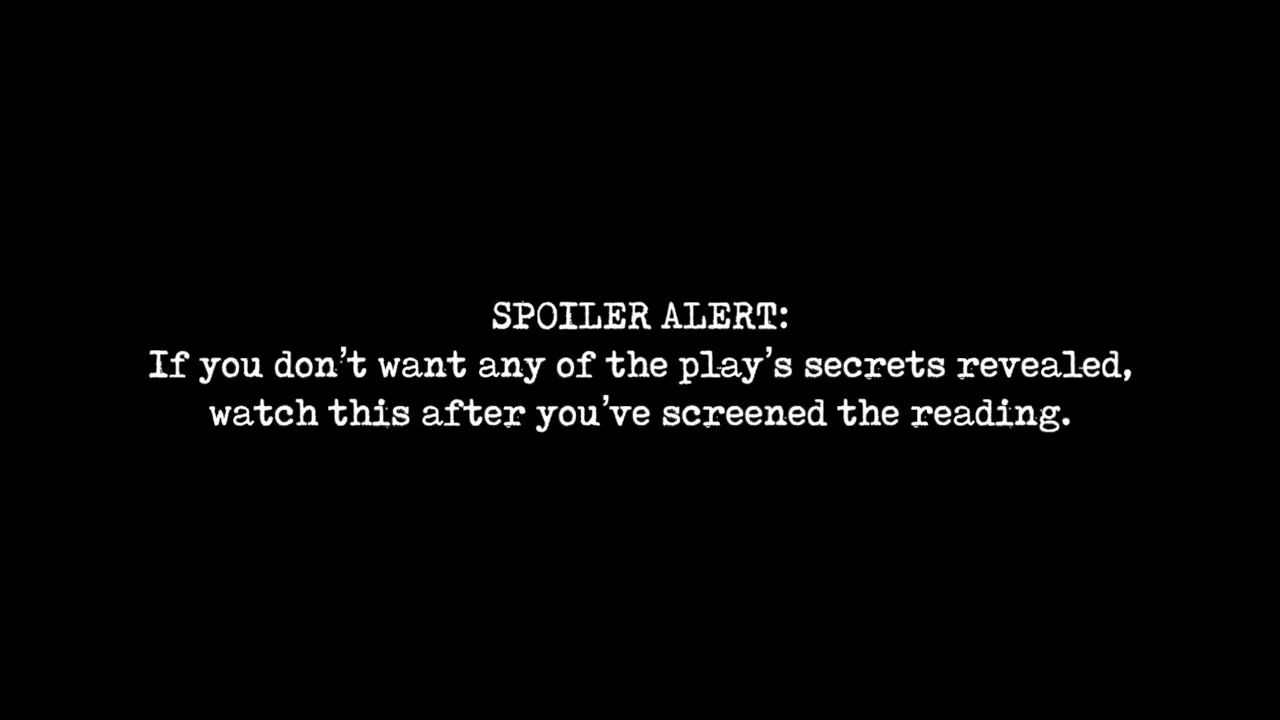 SPOILER ALERT:
If you don’t want any of the play’s secrets revealed,
watch this after you’ve screened the reading.